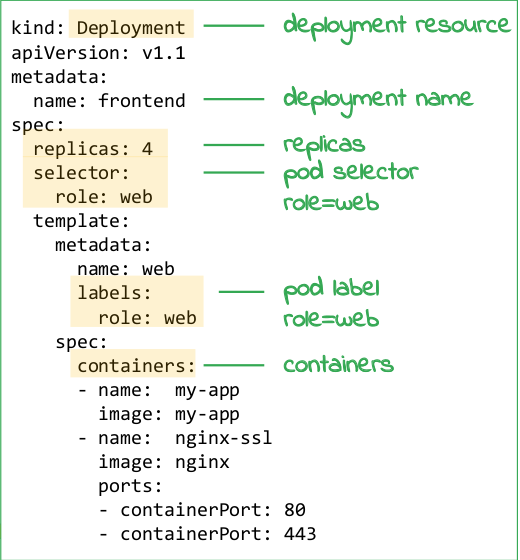 kind: Deployment deployment resource
apiVersion: v1.1
metadata:
name: frontend deployment name
spec:
replicas: 4 replicas
selector: pod selector
role: web role=web
template:
metadata:
name: web
labels: pod label
role: web role=web
spec:
containers: containers
- name: my-app
image: my-app
- name: nginx-ssl
image: nginx
ports:
- containerPort: 80
- containerPort: 443